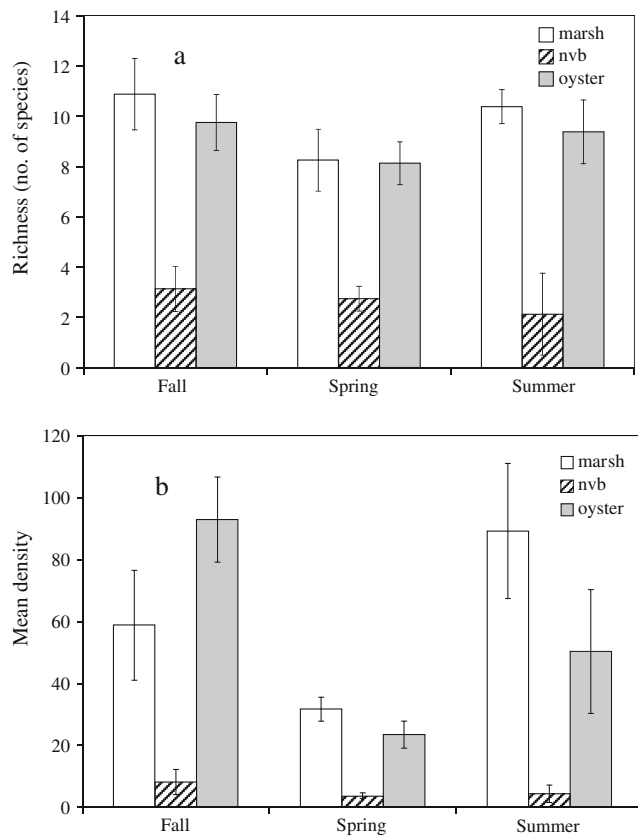 14
12
10
8
6
4
2
0
Richness (no. of species)
a
marsh
nvb
oyster
Fall Spring Summer
120
100
80
60
40
20
0
Mean density
b
marsh
nvb
oyster
Fall Spring Summer